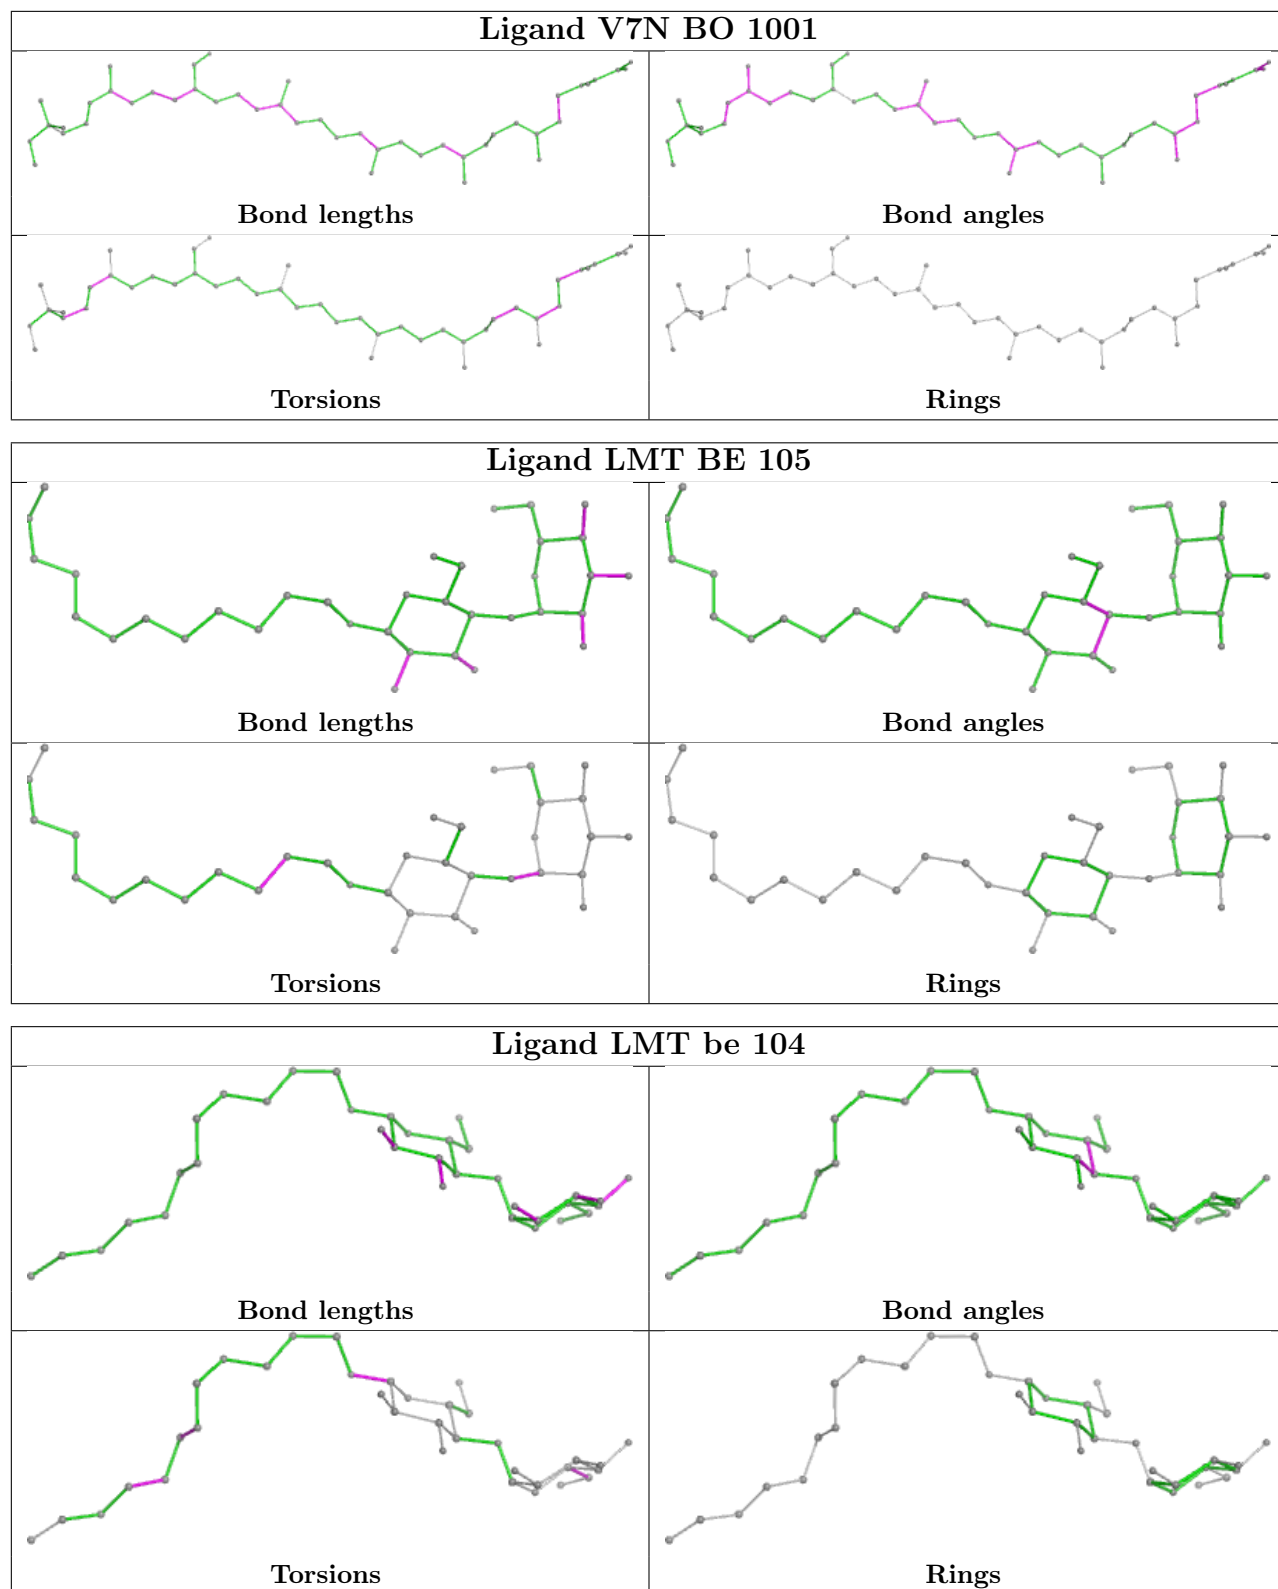 Ligand V7N BO 1001
Bond lengths
Bond angles
Torsions
Rings
Ligand LMT BE 105
Bond lengths
Bond angles
Torsions
Rings
Ligand LMT be 104
Bond lengths
Bond angles
Torsions
Rings